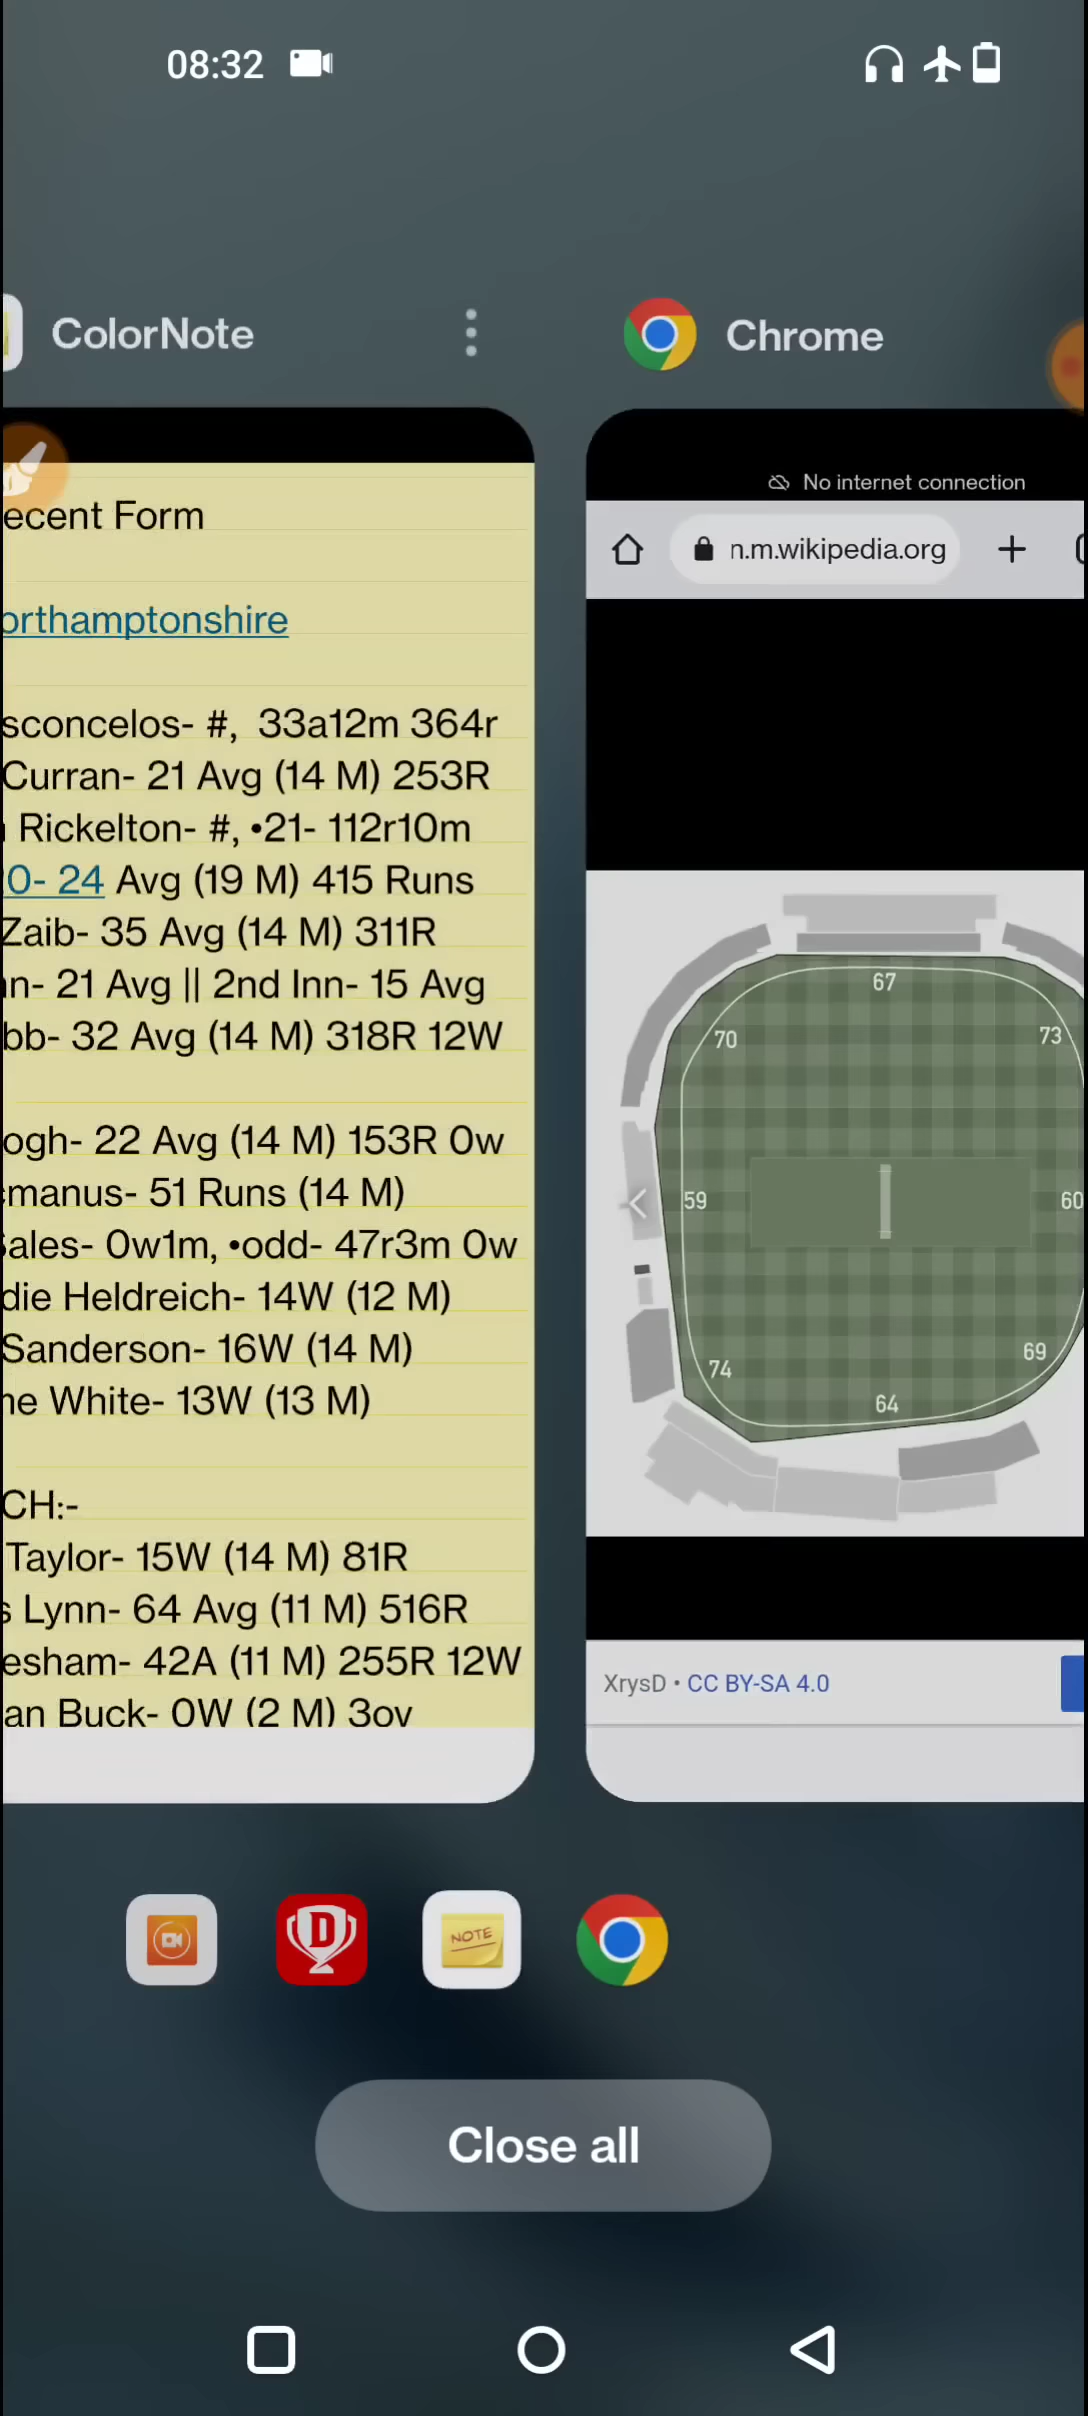 08:32
ColorNote
Chrome
ecent Form
orthamptonshire
sconcelos- #, 33a12m 364r
Curran- 21 Avg (14 M) 253R
Rickelton- #, •21- 112r10m
0- 24 Avg (19 M) 415 Runs
Zaib- 35 Avg (14 M) 311R
n- 21 Avg || 2nd Inn- 15 Avg
bb- 32 Avg (14 M) 318R 12W
ogh- 22 Avg (14 M) 153R 0w
manus- 51 Runs (14 M)
ales- 0w1m, •odd- 47r3m 0w
die Heldreich- 14W (12 M)
Sanderson- 16W (14 M)
ne White- 13W (13 M)
CH:-
Taylor- 15W (14 M) 81R
s Lynn- 64 Avg (11 M) 516R
esham- 42A (11 M) 255R 12W
an Buck- 0W (2 M) 3ov
No internet connection
n.m.wikipedia.org
67
70
73
59
60
74
69
64
XrysD • CC BY-SA 4.0
D
NOTE
Close all